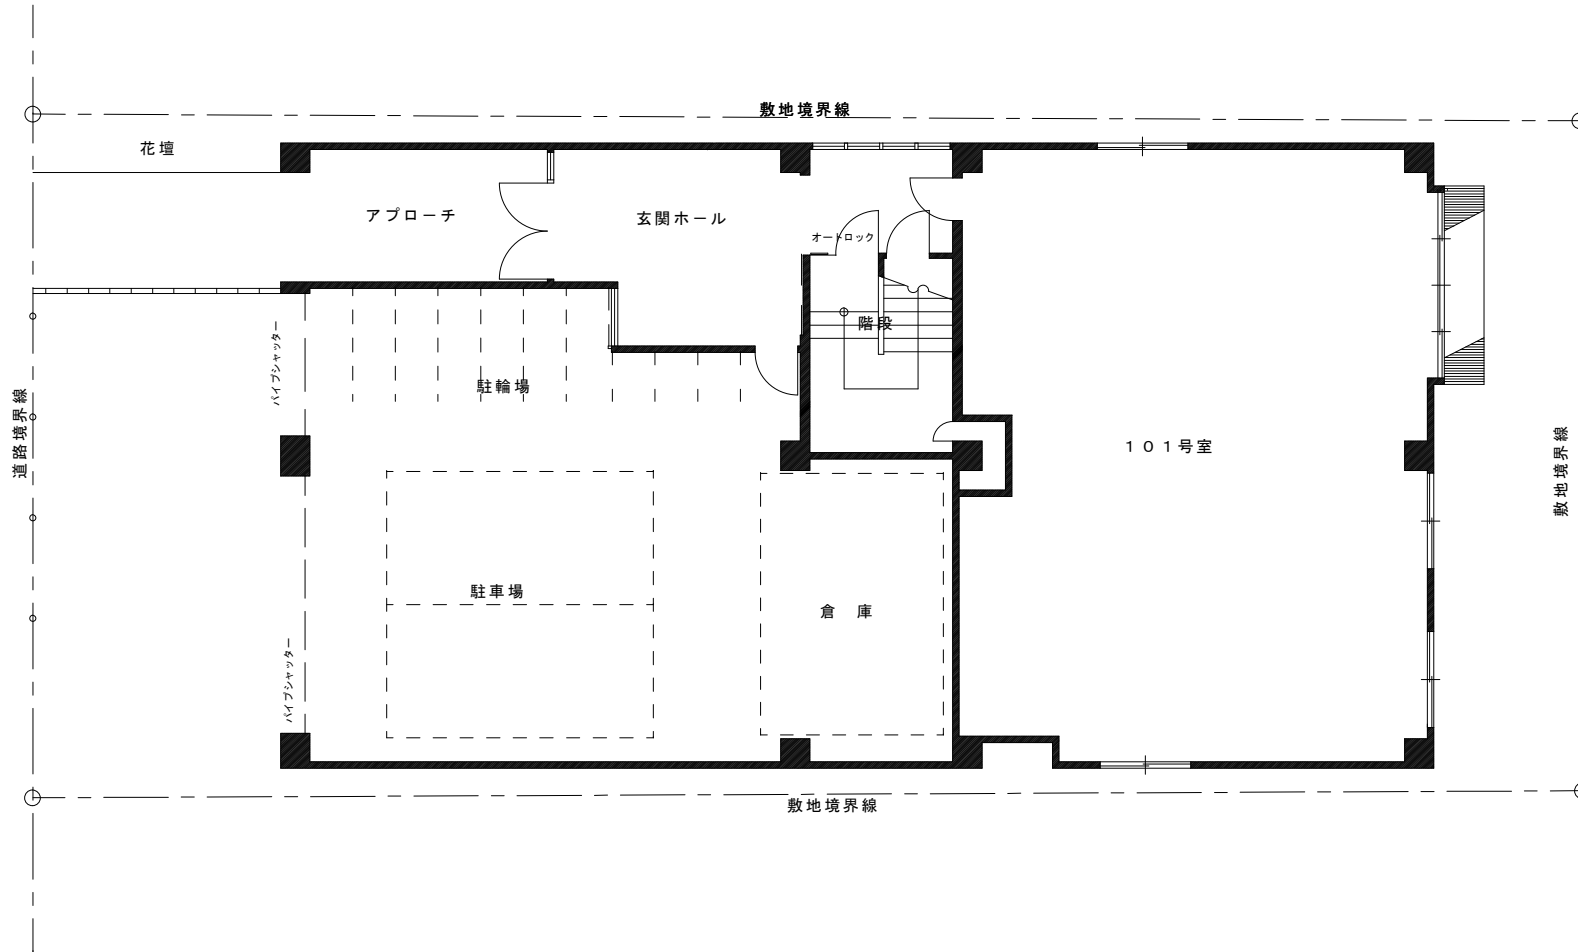 敷地境界線
花壇
アプローチ
玄関ホール
オートロック
階段
パイプシャッター
駐輪場
道路境界線
101号室
敷地境界線
駐車場
倉 庫
パイプシャッター
敷地境界線